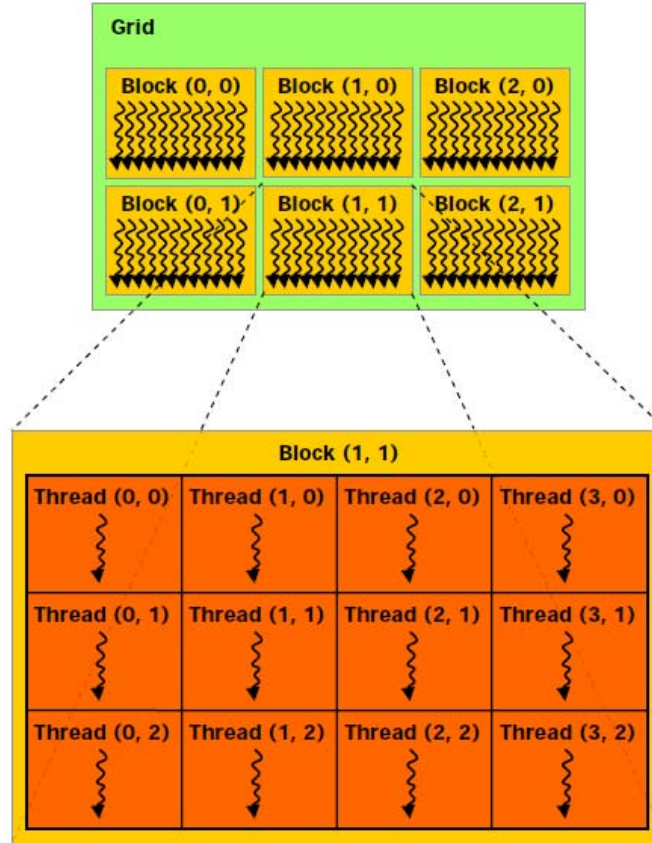 Grid
Block (0, 0) Block (1, 0) Block (2, 0)
Block (0, 1) Block (1, 1) Block (2, 1)
Block (1, 1)
Thread (0, 0) Thread (1, 0) Thread (2, 0) Thread (3, 0)
Thread (0, 1) Thread (1, 1) Thread (2, 1) Thread (3, 1)
Thread (0, 2) Thread (1, 2) Thread (2, 2) Thread (3, 2)